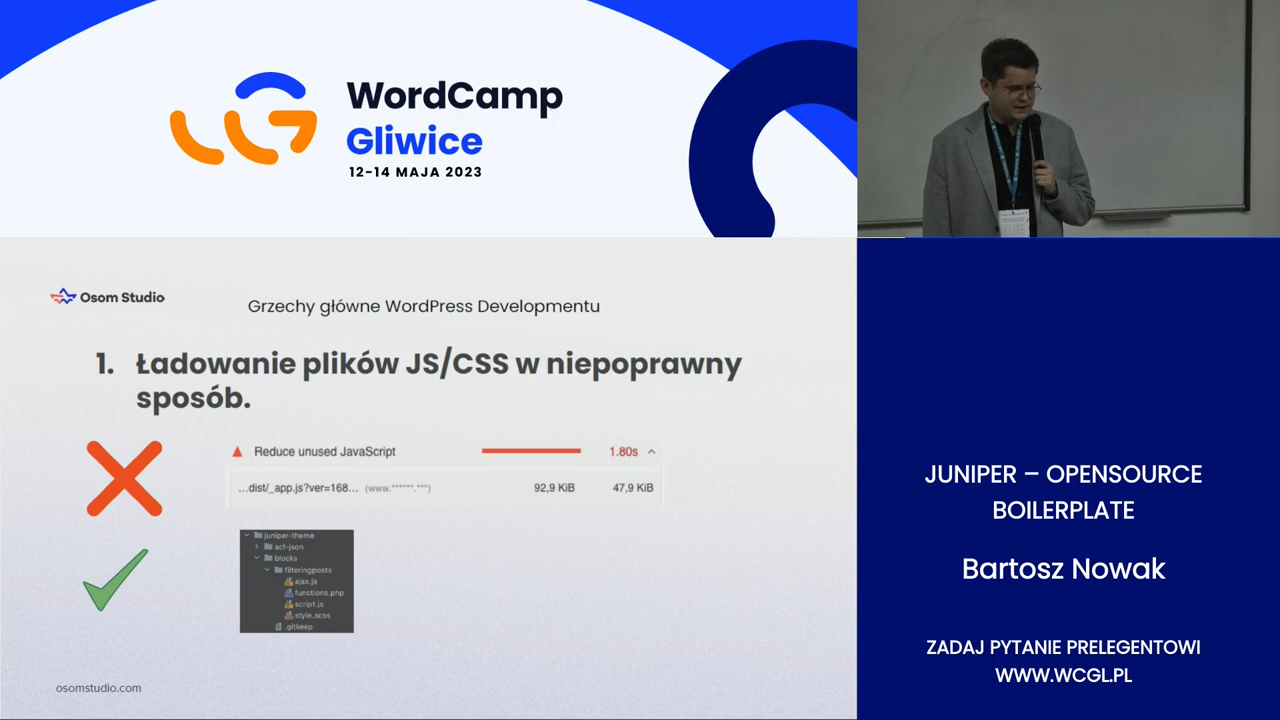 WordCamp
Gliwice
12-14 MAJA 2023
Osom Studio
Grzechy główne WordPress Developmentu
1. Ładowanie plików JS/CSS w niepoprawny
sposób.
Reduce unused JavaScript 1.80s
...dist/_app.js?ver=168... (www.******.***) 92,9 KiB 47,9 KiB
juniper-theme
acf-json
blocks
filteringposts
ajax.js
functions.php
script.js
style.scss
.gitkeep
osomstudio.com
JUNIPER – OPENSOURCE
BOILERPLATE
Bartosz Nowak
ZADAJ PYTANIE PRELEGENTOWI
WWW.WCGL.PL